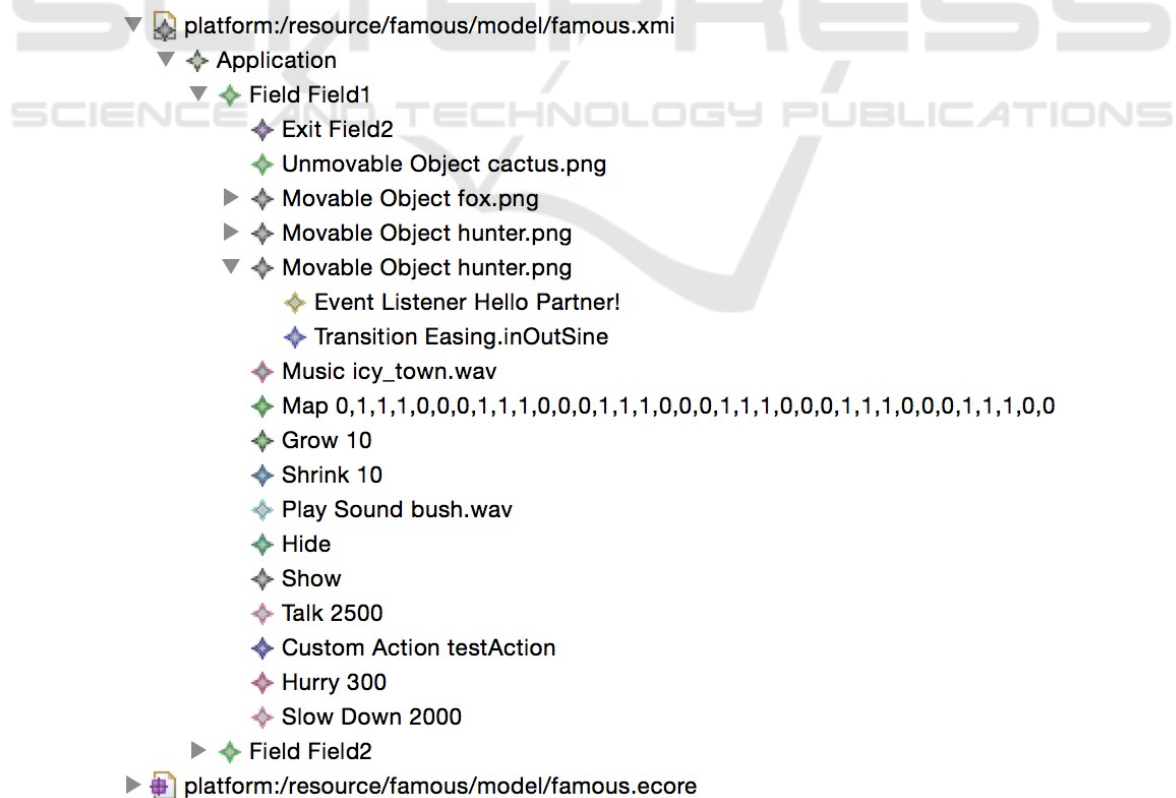 SCITEPRESS
platform:/resource/famous/model/famous.xmi
Application
Field Field1
SCIENCE AND TECHNOLOGY PUBLICATIONS
Exit Field2
Unmovable Object cactus.png
Movable Object fox.png
Movable Object hunter.png
Movable Object hunter.png
Event Listener Hello Partner!
Transition Easing.inOutSine
Music icy_town.wav
Map 0,1,1,1,0,0,0,1,1,1,0,0,0,1,1,1,0,0,0,1,1,1,0,0,0,1,1,1,0,0,0,1,1,1,0,0
Grow 10
Shrink 10
Play Sound bush.wav
Hide
Show
Talk 2500
Custom Action testAction
Hurry 300
Slow Down 2000
Field Field2
platform:/resource/famous/model/famous.ecore